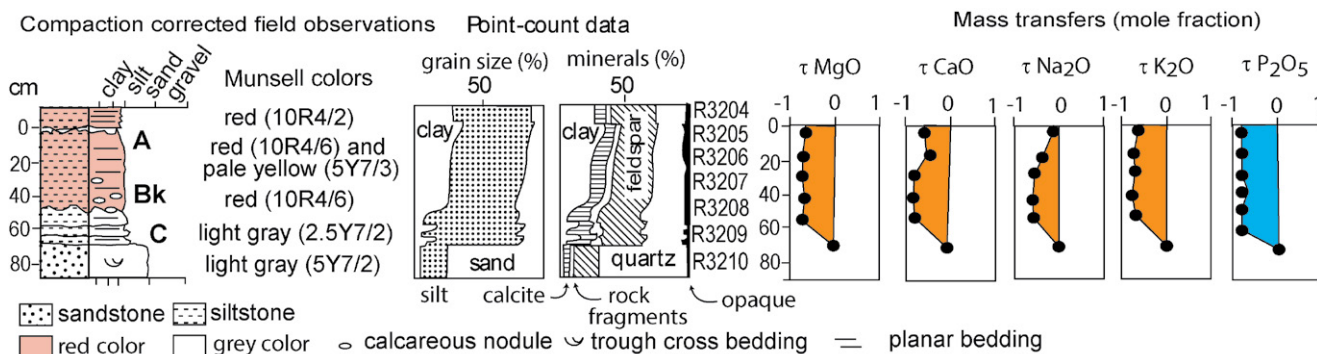 Compaction corrected field observations
Point-count data
Mass transfers (mole fraction)
cm
clay
silt
sand
gravel
Munsell colors
grain size (%)
50
minerals (%)
50
τ MgO
τ CaO
τ Na2O
τ K2O
τ P2O5
-1 0 1
-1 0 1
-1 0 1
-1 0 1
-1 0 1
0
20
40
60
80
A
Bk
C
red (10R4/2)
red (10R4/6) and
pale yellow (5Y7/3)
red (10R4/6)
light gray (2.5Y7/2)
light gray (5Y7/2)
clay
sand
silt
clay
feldspar
quartz
calcite
rock
fragments
opaque
R3204
R3205
R3206
R3207
R3208
R3209
R3210
0
20
40
60
80
sandstone
siltstone
red color
grey color
calcareous nodule
trough cross bedding
planar bedding